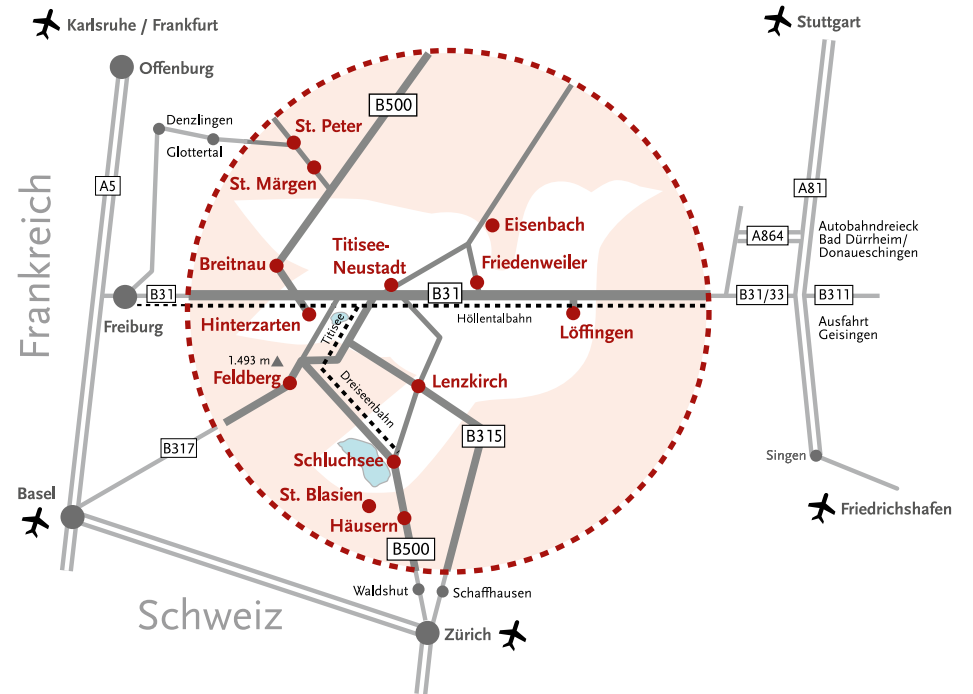 Karlsruhe / Frankfurt
Stuttgart
Offenburg
B500
Denzlingen
St. Peter
Glottertal
St. Märgen
A5
A81
Frankreich
Eisenbach
A864
Autobahndreieck
Bad Dürrheim/
Donaueschingen
Titisee-
Neustadt
Breitnau
Friedenweiler
B31
B31
B31/33
B311
Freiburg
Hinterzarten
Titisee
Höllentalbahn
Löffingen
Ausfahrt
Geisingen
1.493 m
Feldberg
Dreiseenbahn
Lenzkirch
B315
B317
Schluchsee
Singen
Basel
St. Blasien
Häusern
Friedrichshafen
B500
Waldshut
Schaffhausen
Schweiz
Zürich